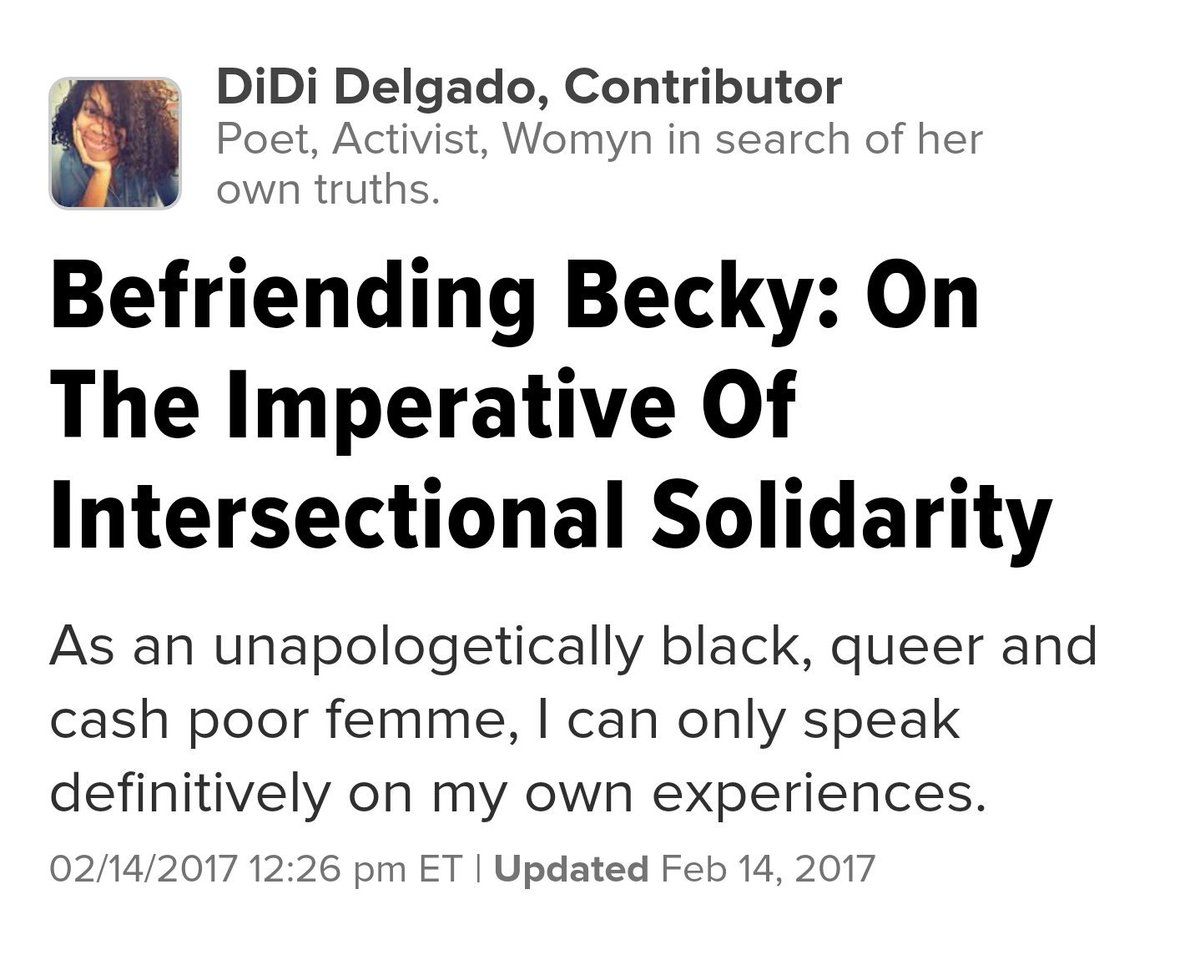 DiDi Delgado, Contributor
Poet, Activist, Womyn in search of her
own truths.
Befriending Becky: On
The Imperative Of
Intersectional Solidarity
As an unapologetically black, queer and
cash poor femme, I can only speak
definitively on my own experiences.
02/14/2017 12:26 pm ET | Updated Feb 14, 2017